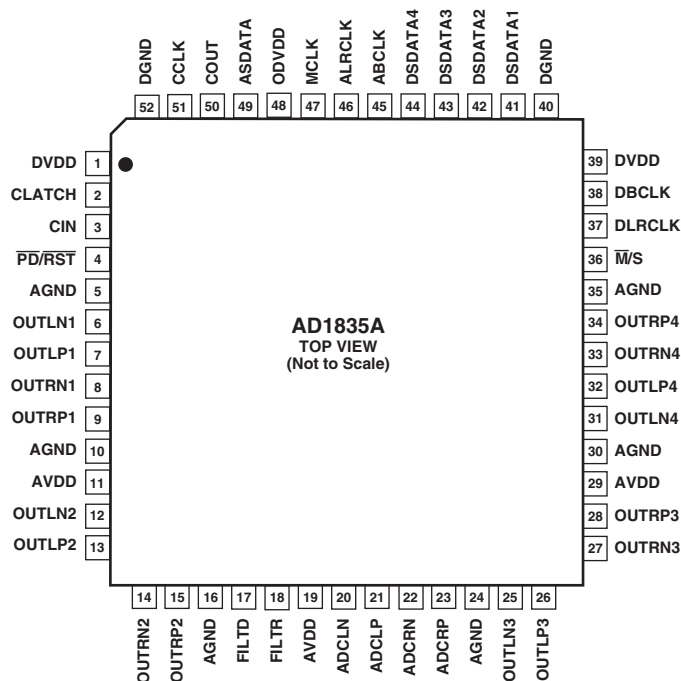 DGND
CCLK
COUT
ASDATA
ODVDD
MCLK
ALRCLK
ABCLK
DSDATA4
DSDATA3
DSDATA2
DSDATA1
DGND
52 51 50 49 48 47 46 45 44 43 42 41 40
DVDD 1
39 DVDD
CLATCH 2
38 DBCLK
CIN 3
37 DLRCLK
PD/RST 4
36 M/S
AGND 5
35 AGND
OUTLN1 6
34 OUTRP4
OUTLP1 7
33 OUTRN4
OUTRN1 8
32 OUTLP4
OUTRP1 9
31 OUTLN4
AGND 10
30 AGND
AVDD 11
29 AVDD
OUTLN2 12
28 OUTRP3
OUTLP2 13
27 OUTRN3
AD1835A
TOP VIEW
(Not to Scale)
14 15 16 17 18 19 20 21 22 23 24 25 26
OUTRN2
OUTRP2
AGND
FILTD
FILTR
AVDD
ADCLN
ADCLP
ADCRN
ADCRP
AGND
OUTLN3
OUTLP3